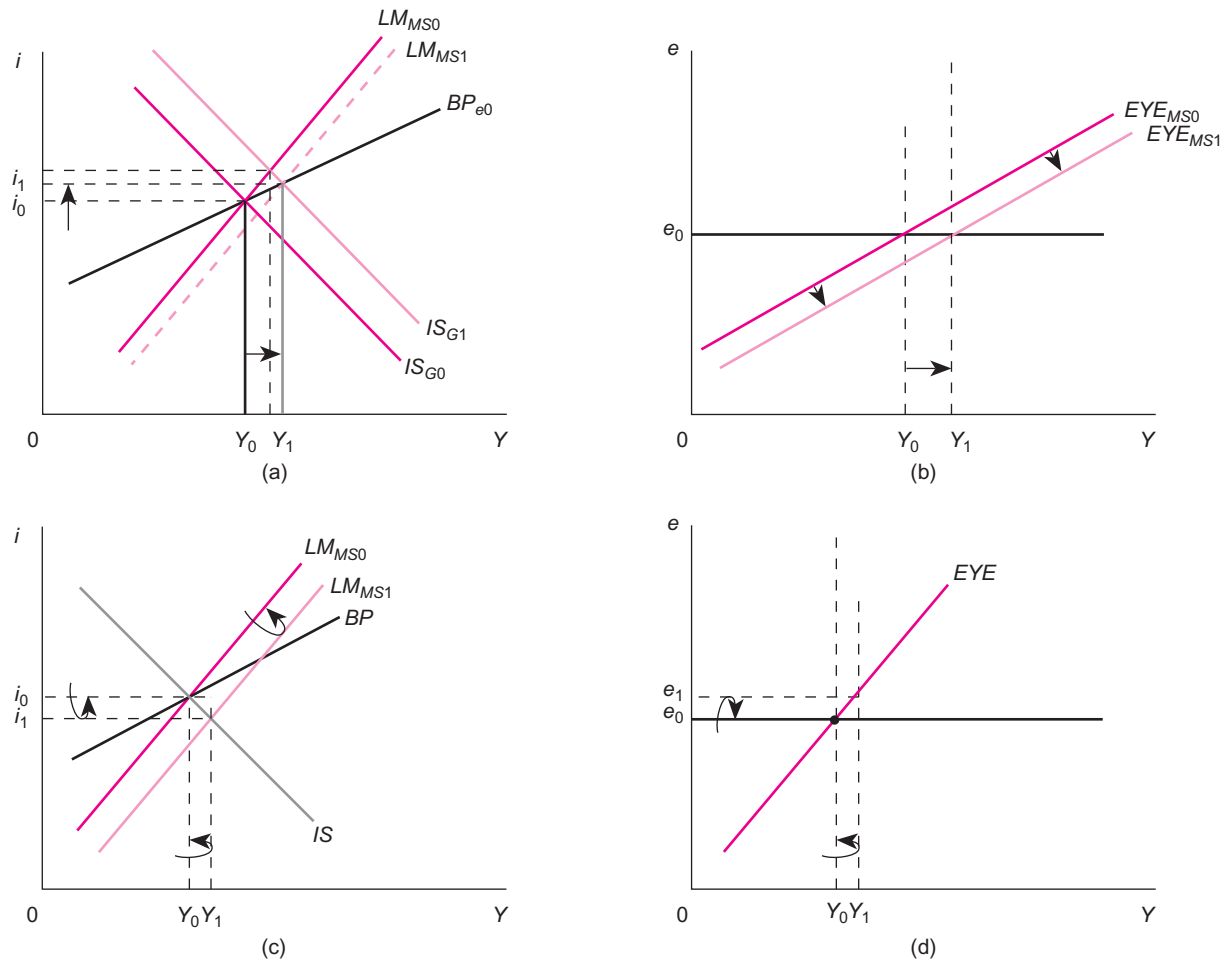 i
LM_MS0
LM_MS1
BP_e0
i_1
i_0
IS_G1
IS_G0
0
Y_0
Y_1
Y
(a)
e
EYE_MS0
EYE_MS1
e_0
0
Y_0
Y_1
Y
(b)
i
LM_MS0
LM_MS1
BP
i_0
i_1
IS
0
Y_0 Y_1
Y
(c)
e
EYE
e_1
e_0
0
Y_0 Y_1
Y
(d)